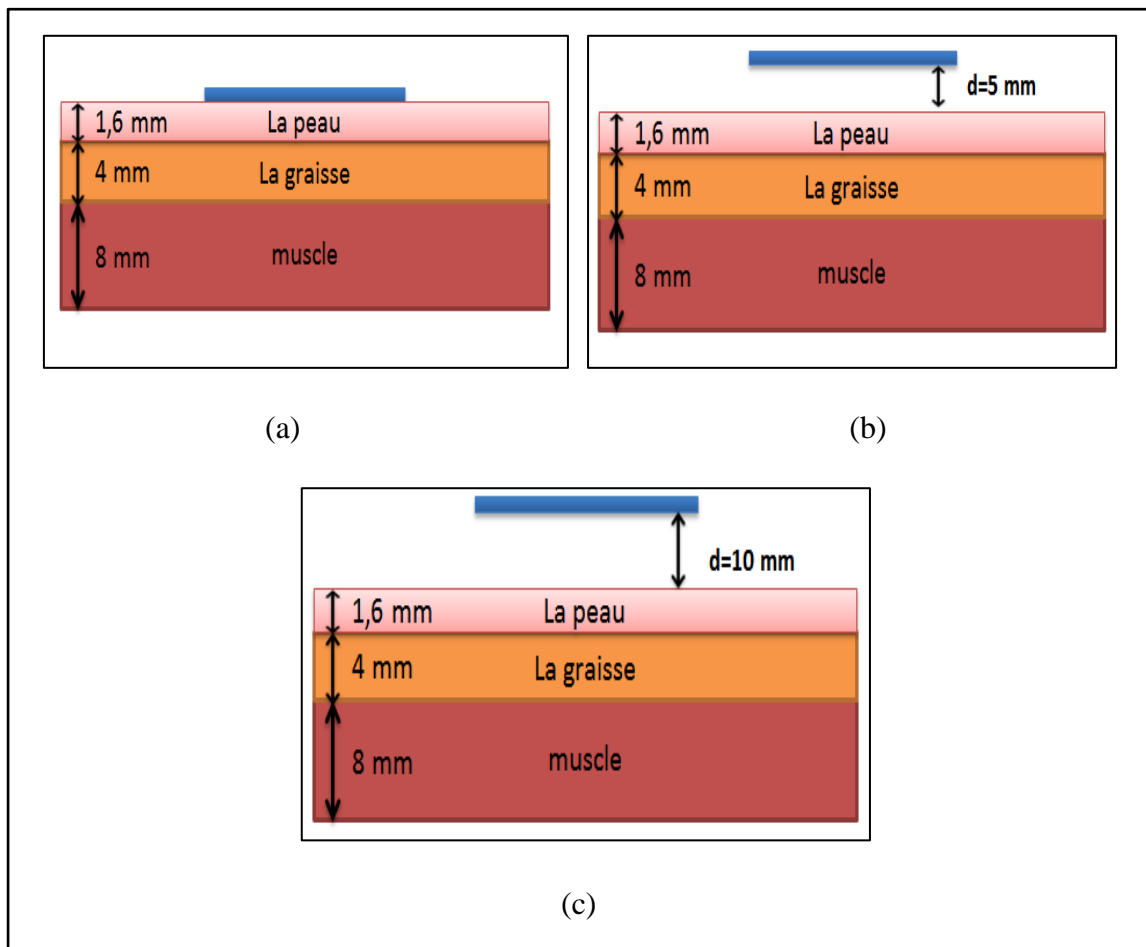 1,6 mm La peau
4 mm La graisse
8 mm muscle
(a)
d=5 mm
1,6 mm La peau
4 mm La graisse
8 mm muscle
(b)
d=10 mm
1,6 mm La peau
4 mm La graisse
8 mm muscle
(c)